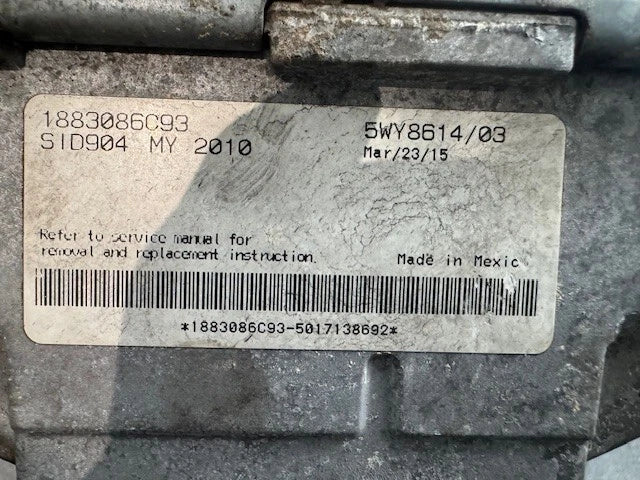 1883086C93
SID904 MY 2010
5WY8614/03
Mar/23/15
Refer to service manual for
removal and replacement instruction.
Made in Mexic
*1883086C93-5017138692*